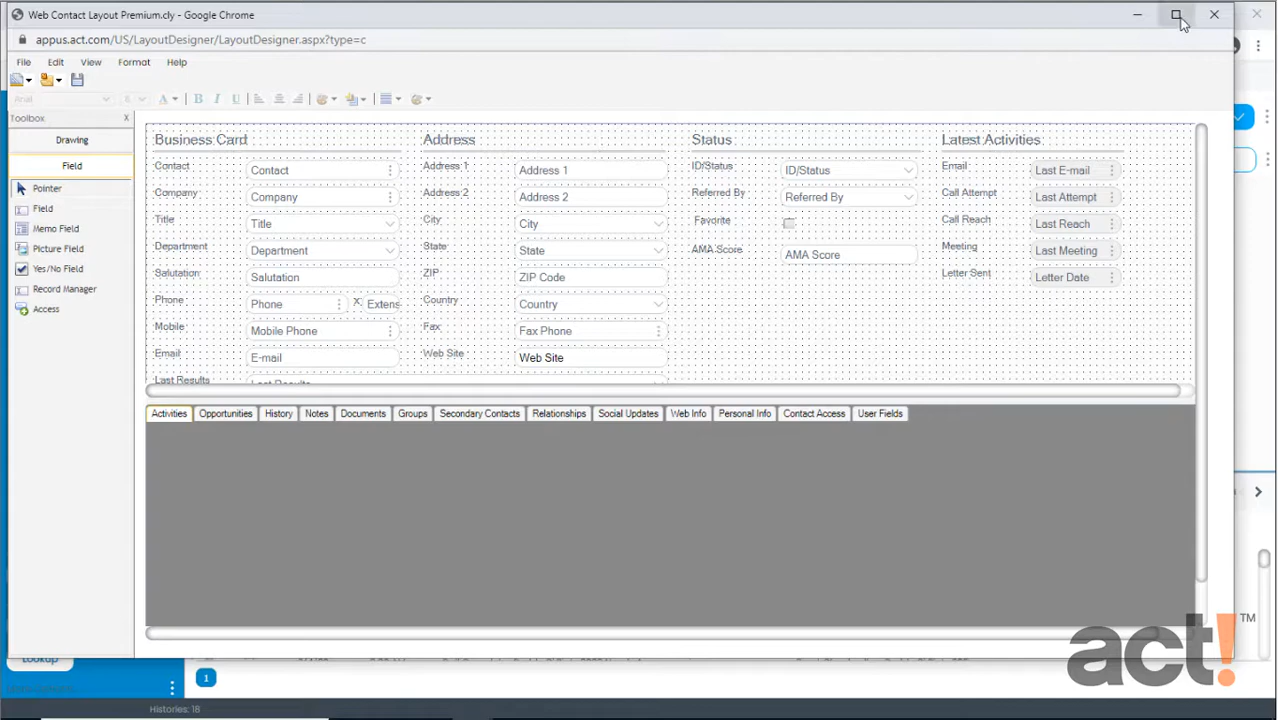 Web Contact Layout Premium.cly - Google Chrome
appus.act.com/US/LayoutDesigner/LayoutDesigner.aspx?type=c
File Edit View Format Help
Arial 8 A B I U
Toolbox X
Drawing
Field
Pointer
Field
Memo Field
Picture Field
Yes/No Field
Record Manager
Access
Business Card
Contact Contact
Company Company
Title Title
Department Department
Salutation Salutation
Phone Phone X Extens
Mobile Mobile Phone
Email E-mail
Last Results Last Results
Address
Address 1 Address 1
Address 2 Address 2
City City
State State
ZIP ZIP Code
Country Country
Fax Fax Phone
Web Site Web Site
Status
ID/Status ID/Status
Referred By Referred By
Favorite
AMA Score AMA Score
Latest Activities
Email Last E-mail
Call Attempt Last Attempt
Call Reach Last Reach
Meeting Last Meeting
Letter Sent Letter Date
Activities Opportunities History Notes Documents Groups Secondary Contacts Relationships Social Updates Web Info Personal Info Contact Access User Fields
act! TM
Lookup
1
Histories: 18